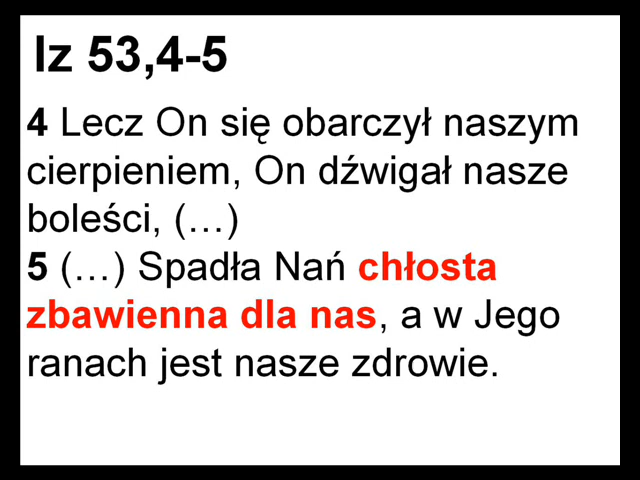 Iz 53,4-5
4 Lecz On się obarczył naszym
cierpieniem, On dźwigał nasze
boleści, (…)
5 (…) Spadła Nań chłosta
zbawienna dla nas, a w Jego
ranach jest nasze zdrowie.